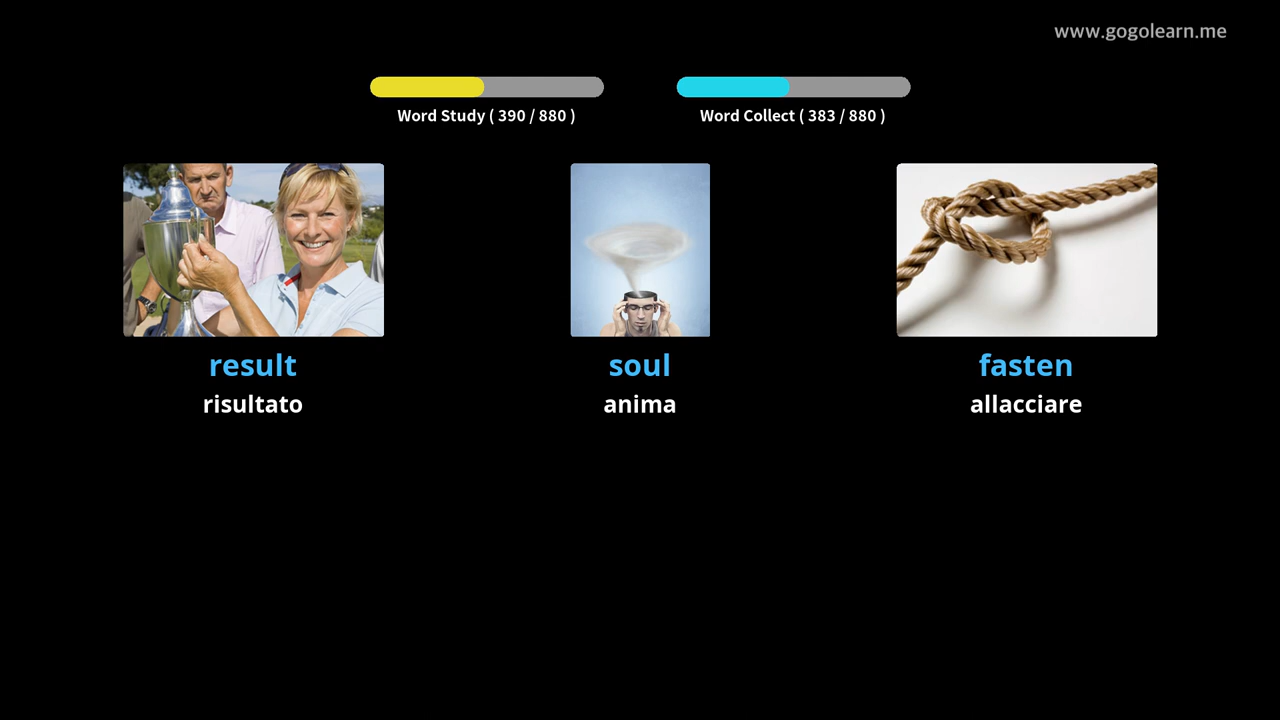 www.gogolearn.me
Word Study ( 390 / 880 )
Word Collect ( 383 / 880 )
result
soul
fasten
risultato
anima
allacciare